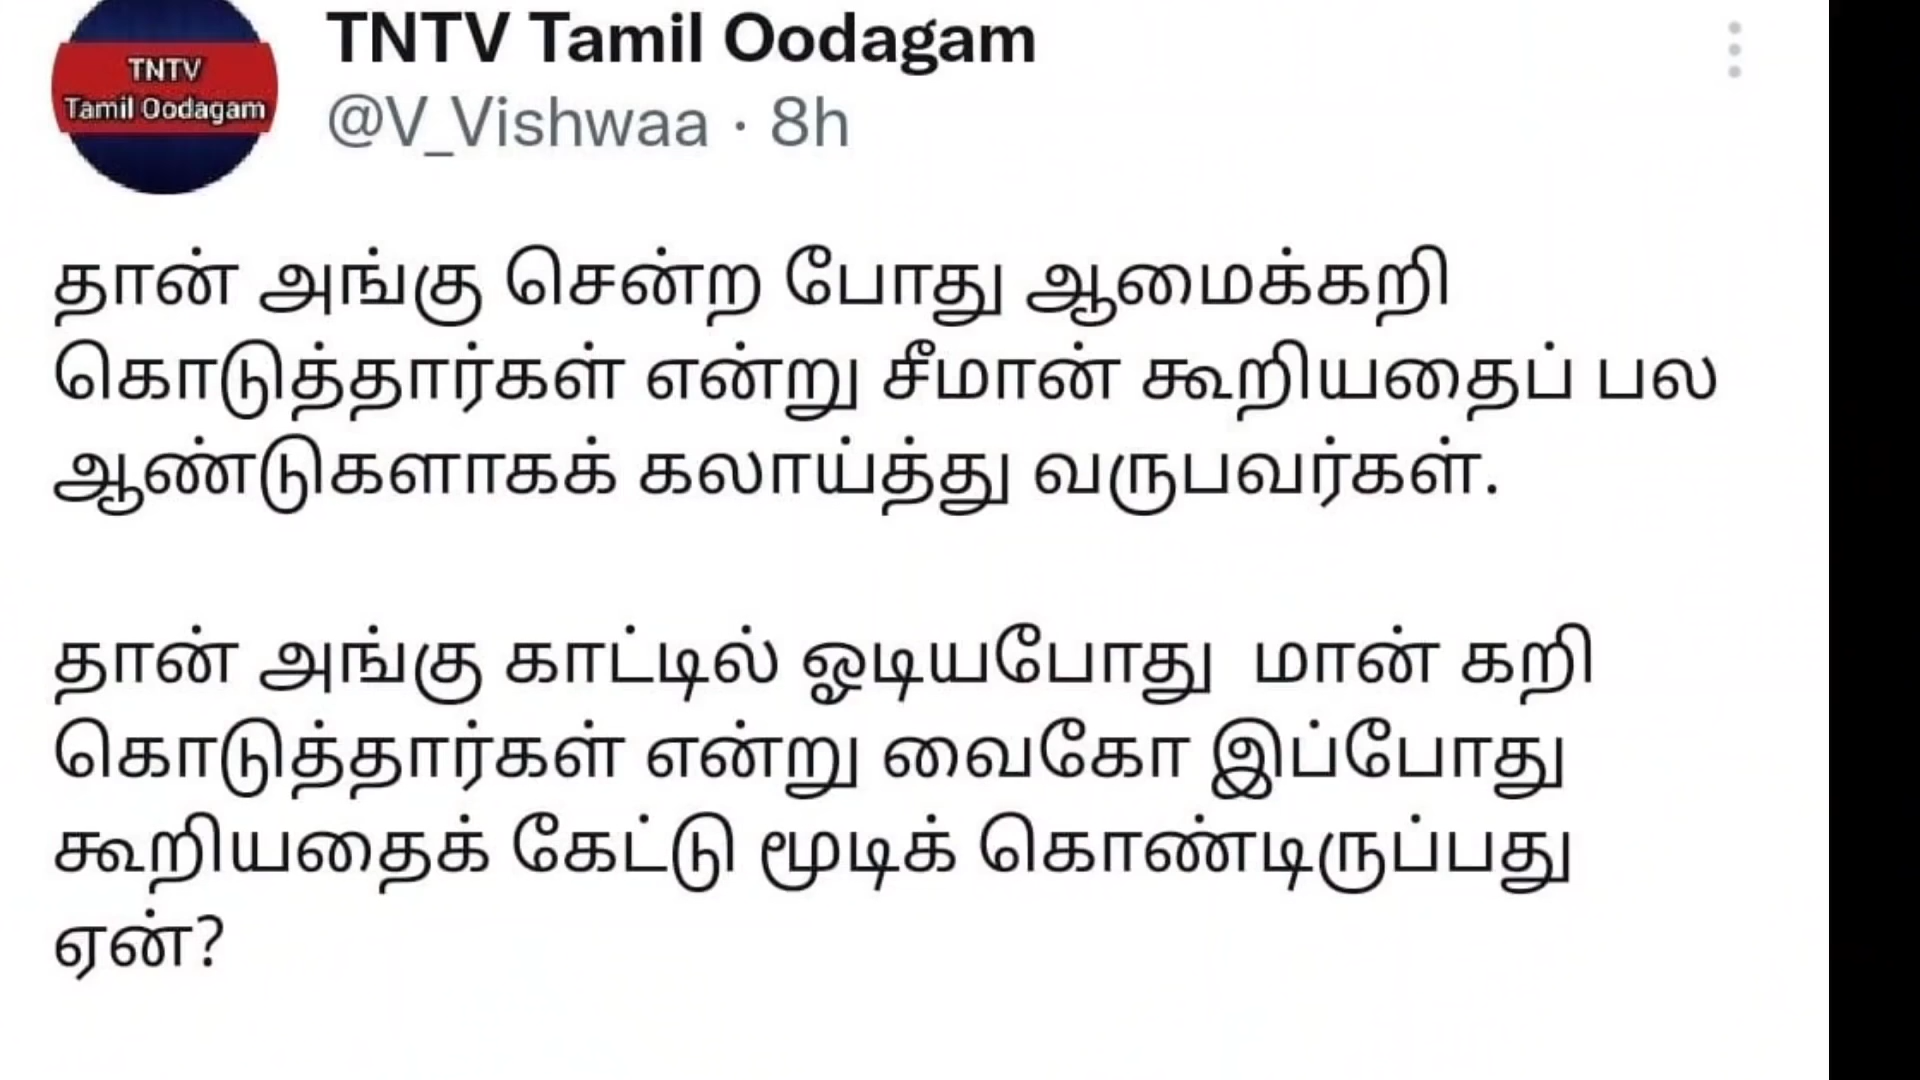 TNTV
Tamil Oodagam
TNTV Tamil Oodagam
@V_Vishwaa · 8h
தான் அங்கு சென்ற போது ஆமைக்கறி
கொடுத்தார்கள் என்று சீமான் கூறியதைப் பல
ஆண்டுகளாகக் கலாய்த்து வருபவர்கள்.
தான் அங்கு காட்டில் ஓடியபோது மான் கறி
கொடுத்தார்கள் என்று வைகோ இப்போது
கூறியதைக் கேட்டு மூடிக் கொண்டிருப்பது
ஏன்?